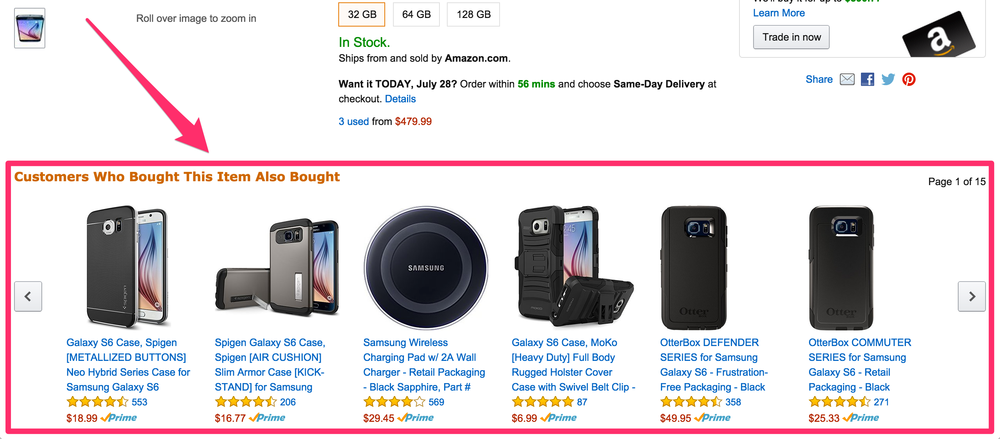 Roll over image to zoom in
32 GB
64 GB
128 GB
In Stock.
Ships from and sold by Amazon.com.
Want it TODAY, July 28? Order within 56 mins and choose Same-Day Delivery at
checkout. Details
3 used from $479.99
Learn More
Trade in now
a
Share
Customers Who Bought This Item Also Bought
Page 1 of 15
spigen
spigen
spigen
SAMSUNG
SAMSUNG
2:45
MOKO
MOKO
Otter
BOX
Otter
BOX
Galaxy S6 Case, Spigen
[METALLIZED BUTTONS]
Neo Hybrid Series Case for
Samsung Galaxy S6
553
$18.99 Prime
Spigen Galaxy S6 Case,
Spigen [AIR CUSHION]
Slim Armor Case [KICK-
STAND] for Samsung
206
$16.77 Prime
Samsung Wireless
Charging Pad w/ 2A Wall
Charger - Retail Packaging
- Black Sapphire, Part #
569
$29.45 Prime
Galaxy S6 Case, MoKo
[Heavy Duty] Full Body
Rugged Holster Cover
Case with Swivel Belt Clip -
87
$6.99 Prime
OtterBox DEFENDER
SERIES for Samsung
Galaxy S6 - Frustration-
Free Packaging - Black
358
$49.95 Prime
OtterBox COMMUTER
SERIES for Samsung
Galaxy S6 - Retail
Packaging - Black
271
$25.33 Prime